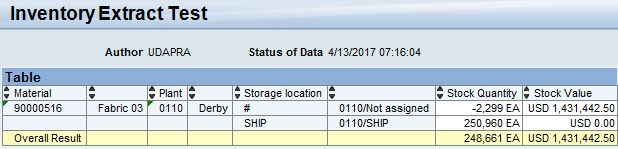 Inventory Extract Test
Author UDAPRA Status of Data 4/13/2017 07:16:04
Table
Material Plant Storage location Stock Quantity Stock Value
90000516 Fabric 03 0110 Derby # 0110/Not assigned -2,299 EA USD 1,431,442.50
SHIP 0110/SHIP 250,960 EA USD 0.00
Overall Result 248,661 EA USD 1,431,442.50